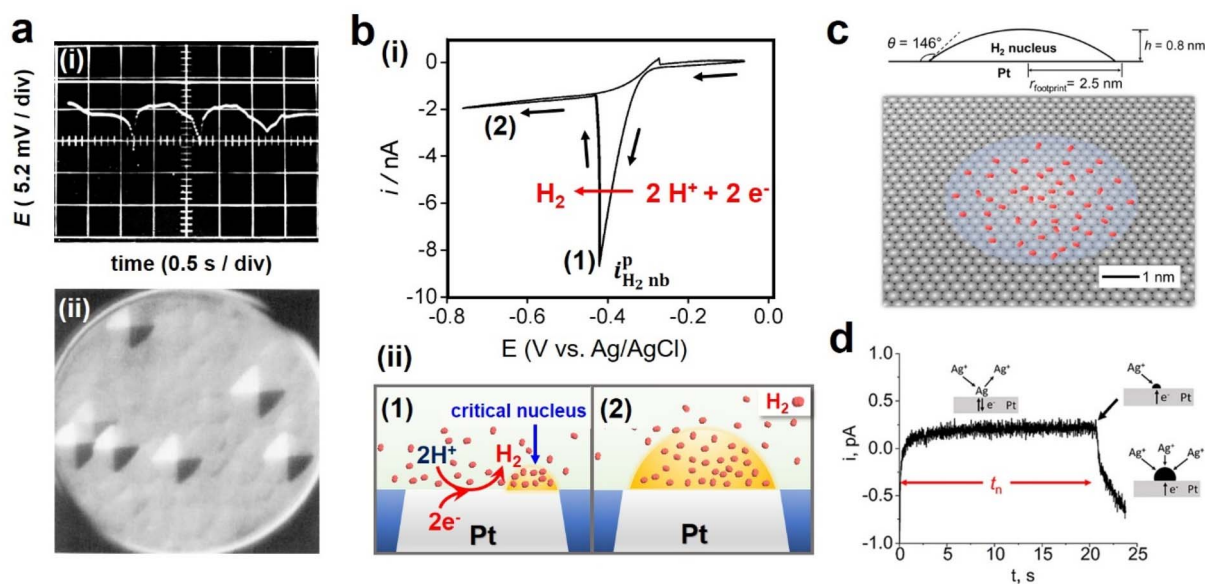 a
(i)
E ( 5.2 mV / div)
time (0.5 s / div)
(ii)
b
(i)
0
-2
-4
-6
-8
-10
i / nA
(2)
H₂
2 H⁺ + 2 e⁻
(1)
iᵖH₂ nb
-0.8
-0.6
-0.4
-0.2
0.0
E (V vs. Ag/AgCl)
(ii)
(1)
critical nucleus
2H⁺
H₂
2e⁻
Pt
(2)
H₂
Pt
c
θ = 146°
H₂ nucleus
h = 0.8 nm
Pt
r footprint = 2.5 nm
1 nm
d
1.0
0.5
0.0
-0.5
-1.0
i, pA
Ag⁺
Ag⁺
Ag
e⁻
Pt
Ag⁺
e⁻
Pt
Ag⁺
Ag⁺
Ag⁺
e⁻
Pt
tn
0
5
10
15
20
25
t, s